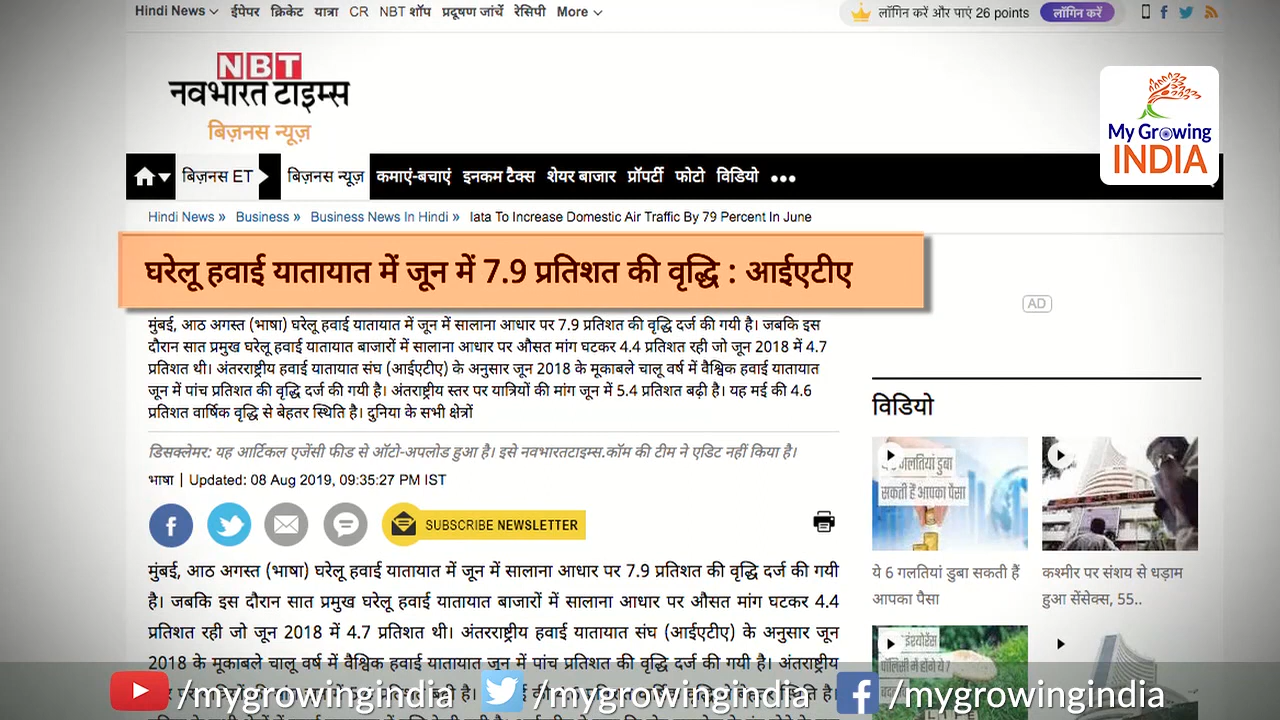 Hindi News ईपेपर क्रिकेट यात्रा CR NBT शॉप प्रदूषण जांचें रेसिपी More
लॉगिन करें और पाएं 26 points लॉगिन करें
NBT
नवभारत टाइम्स
बिज़नस न्यूज़
My Growing
INDIA
बिज़नस ET बिज़नस न्यूज़ कमाएं-बचाएं इनकम टैक्स शेयर बाजार प्रॉपर्टी फोटो विडियो •••
Hindi News » Business » Business News In Hindi » Iata To Increase Domestic Air Traffic By 79 Percent In June
घरेलू हवाई यातायात में जून में 7.9 प्रतिशत की वृद्धि : आईएटीए
AD
मुंबई, आठ अगस्त (भाषा) घरेलू हवाई यातायात में जून में सालाना आधार पर 7.9 प्रतिशत की वृद्धि दर्ज की गयी है। जबकि इस
दौरान सात प्रमुख घरेलू हवाई यातायात बाजारों में सालाना आधार पर औसत मांग घटकर 4.4 प्रतिशत रही जो जून 2018 में 4.7
प्रतिशत थी। अंतरराष्ट्रीय हवाई यातायात संघ (आईएटीए) के अनुसार जून 2018 के मूकाबले चालू वर्ष में वैश्विक हवाई यातायात
जून में पांच प्रतिशत की वृद्धि दर्ज की गयी है। अंतराष्ट्रीय स्तर पर यात्रियों की मांग जून में 5.4 प्रतिशत बढ़ी है। यह मई की 4.6
प्रतिशत वार्षिक वृद्धि से बेहतर स्थिति है। दुनिया के सभी क्षेत्रों
डिसक्लेमर: यह आर्टिकल एजेंसी फीड से ऑटो-अपलोड हुआ है। इसे नवभारतटाइम्स.कॉम की टीम ने एडिट नहीं किया है।
भाषा | Updated: 08 Aug 2019, 09:35:27 PM IST
SUBSCRIBE NEWSLETTER
मुंबई, आठ अगस्त (भाषा) घरेलू हवाई यातायात में जून में सालाना आधार पर 7.9 प्रतिशत की वृद्धि दर्ज की गयी
है। जबकि इस दौरान सात प्रमुख घरेलू हवाई यातायात बाजारों में सालाना आधार पर औसत मांग घटकर 4.4
प्रतिशत रही जो जून 2018 में 4.7 प्रतिशत थी। अंतरराष्ट्रीय हवाई यातायात संघ (आईएटीए) के अनुसार जून
2018 के मूकाबले चालू वर्ष में वैश्विक हवाई यातायात जून में पांच प्रतिशत की वृद्धि दर्ज की गयी है। अंतराष्ट्रीय
विडियो
गलतियां डुबा
सकती हैं आपका पैसा
ये 6 गलतियां डुबा सकती हैं
आपका पैसा
कश्मीर पर संशय से धड़ाम
हुआ सेंसेक्स, 55..
इंश्योरेंस
पॉलिसी में होंगे ये 7
LIFE
/mygrowingindia /mygrowingindia /mygrowingindia